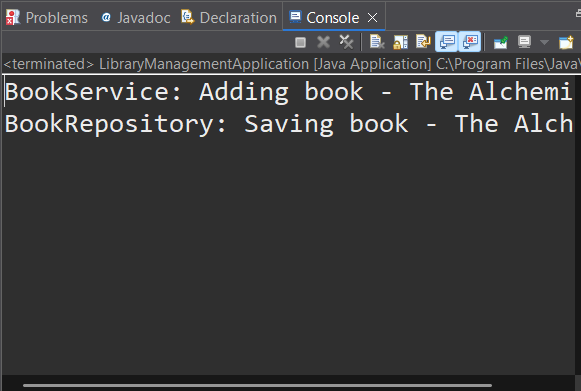 Problems @ Javadoc Declaration Console
<terminated> LibraryManagementApplication [Java Application] C:\Program Files\Java\
BookService: Adding book - The Alchemi
BookRepository: Saving book - The Alch